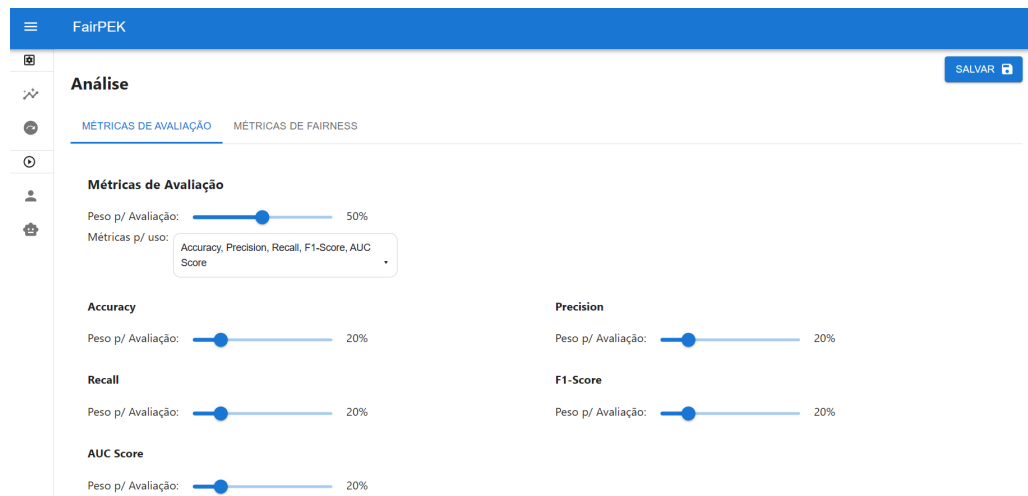 FairPEK
SALVAR
Análise
MÉTRICAS DE AVALIAÇÃO MÉTRICAS DE FAIRNESS
Métricas de Avaliação
Peso p/ Avaliação: 50%
Métricas p/ uso:
Accuracy, Precision, Recall, F1-Score, AUC
Score
Accuracy Precision
Peso p/ Avaliação: 20% Peso p/ Avaliação: 20%
Recall F1-Score
Peso p/ Avaliação: 20% Peso p/ Avaliação: 20%
AUC Score
Peso p/ Avaliação: 20%